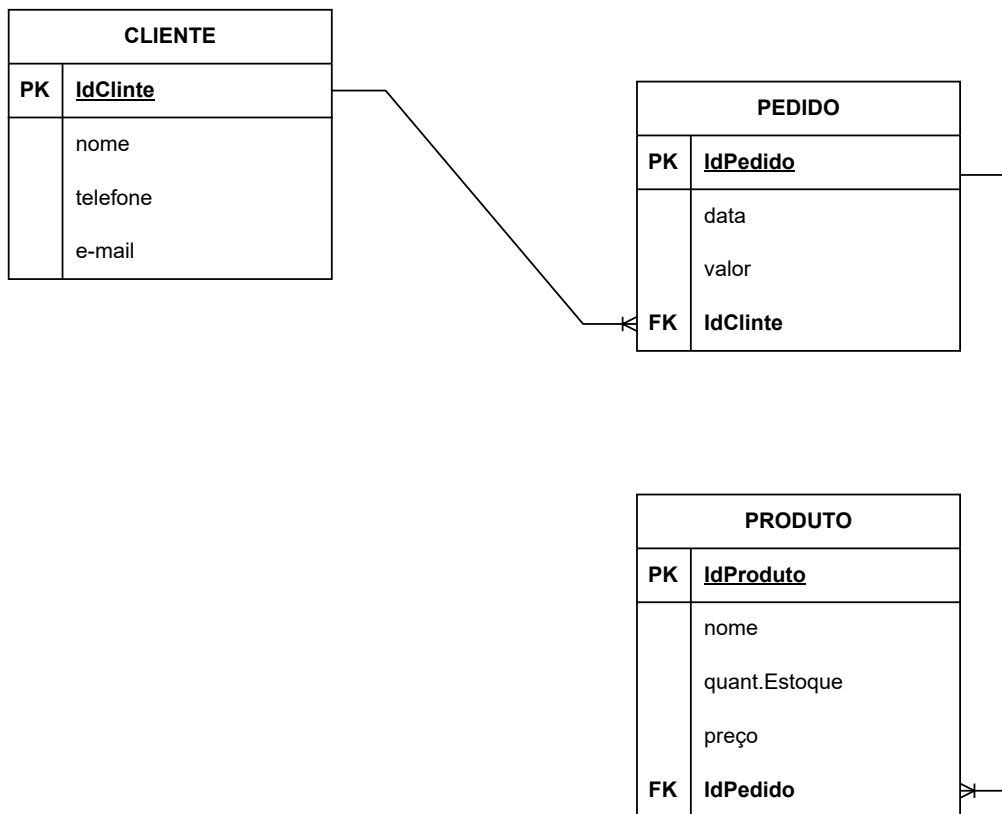 CLIENTE
PK IdClinte
nome
telefone
e-mail
PEDIDO
PK IdPedido
data
valor
FK IdClinte
PRODUTO
PK IdProduto
nome
quant.Estoque
preço
FK IdPedido